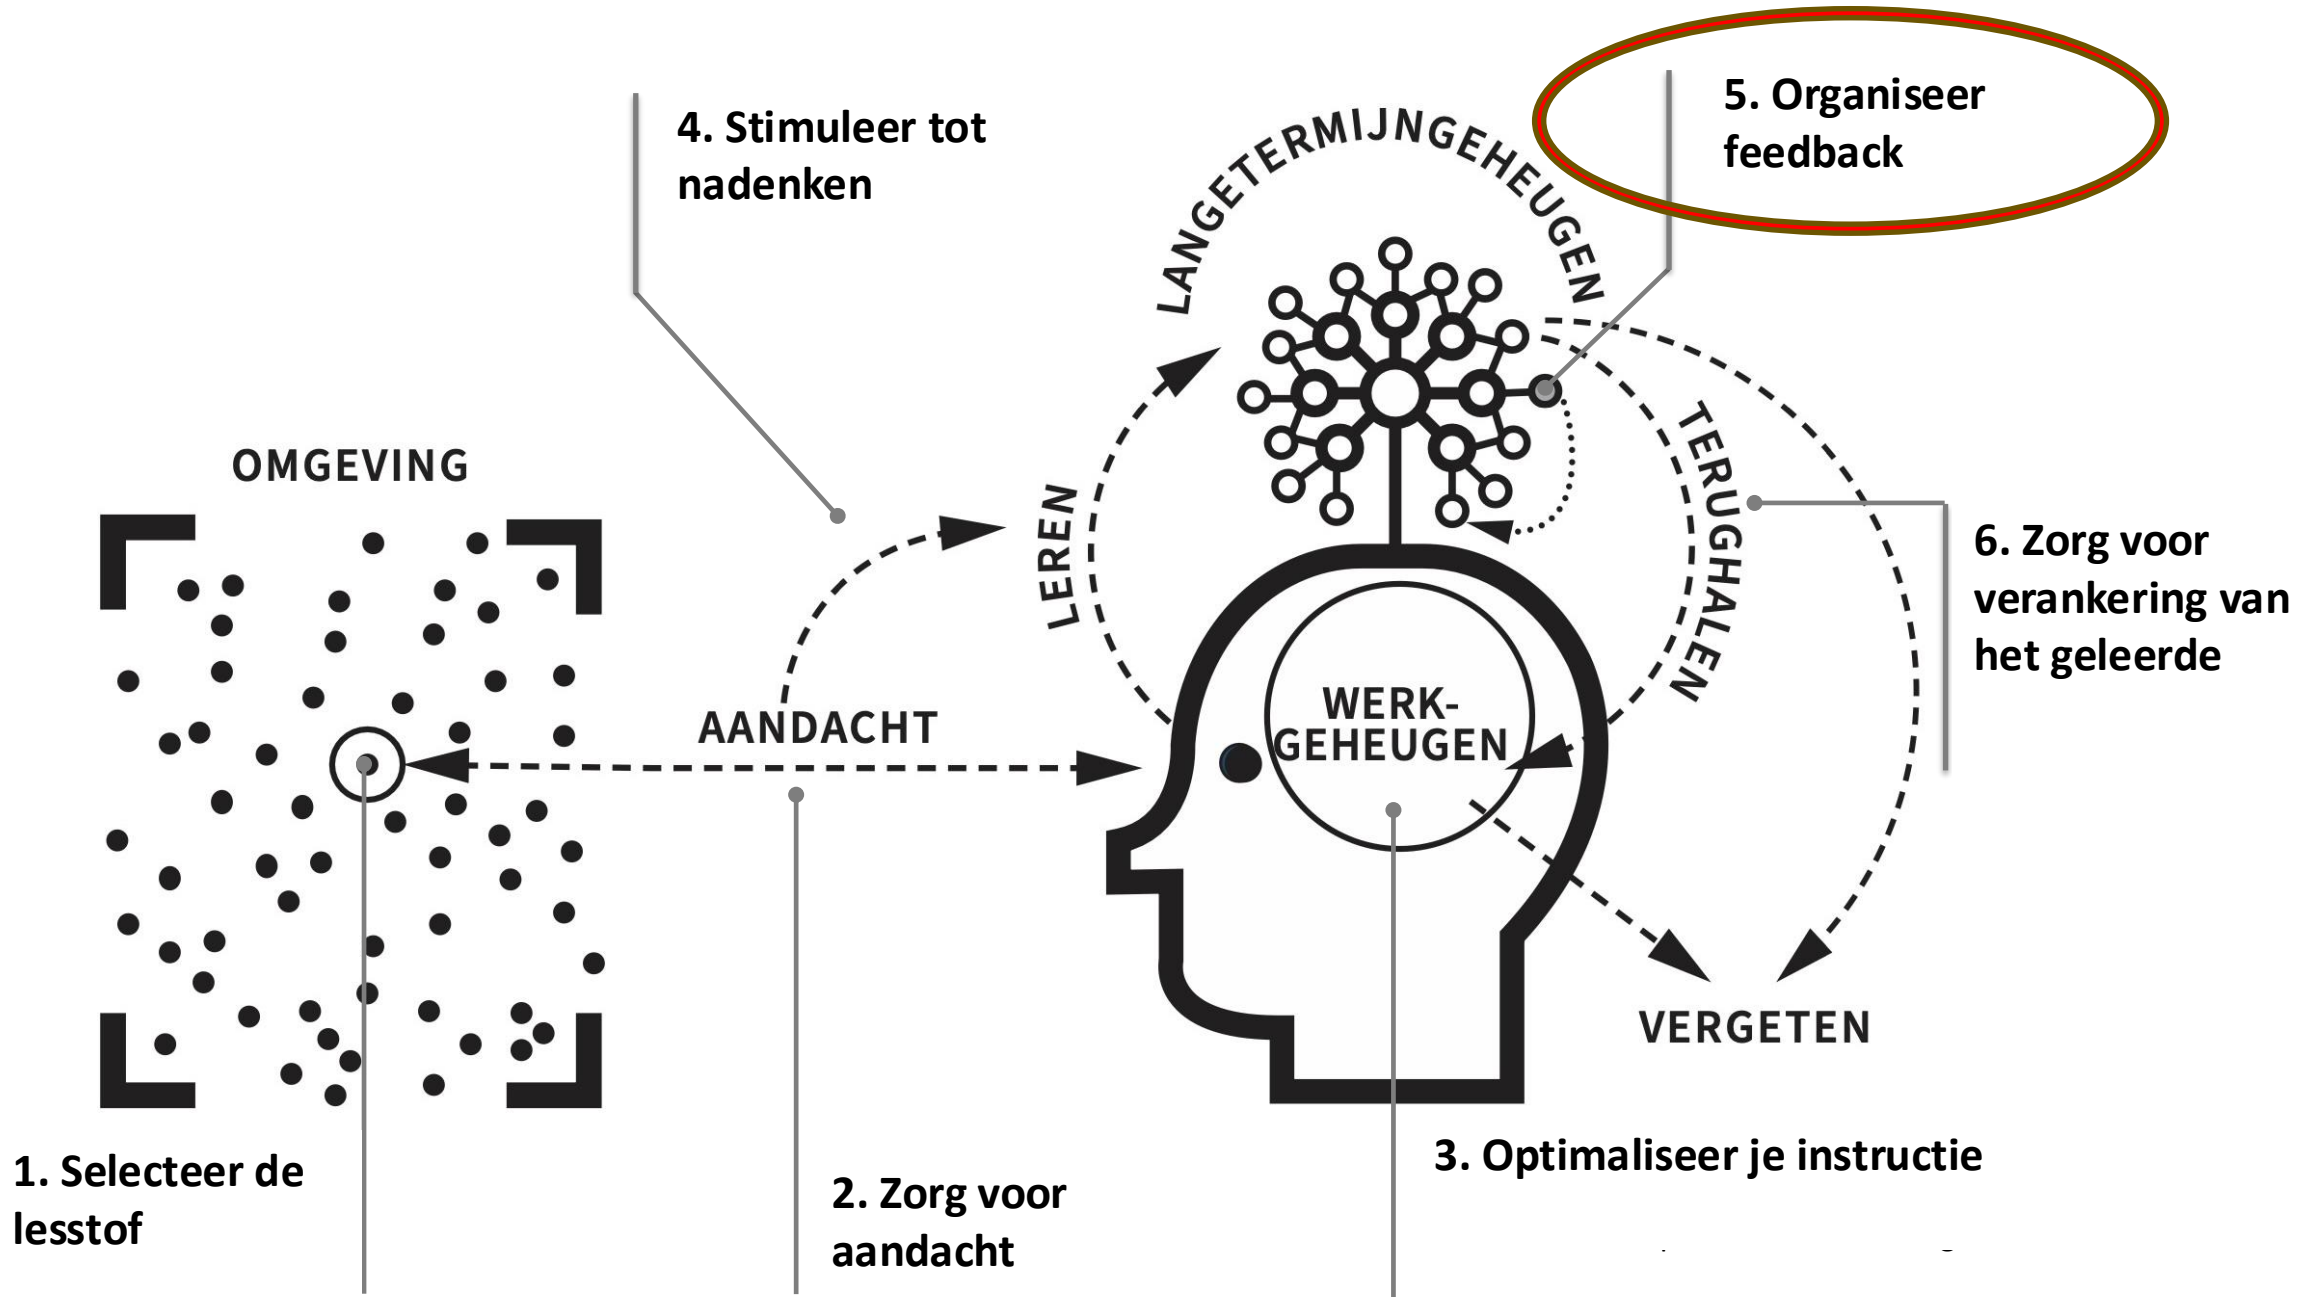 4. Stimuleer tot
nadenken
5. Organiseer
feedback
LANGETERMIJNGEHEUGEN
OMGEVING
LEREN
TERUGHALEN
6. Zorg voor
verankering van
het geleerde
AANDACHT
WERK-
GEHEUGEN
VERGETEN
1. Selecteer de
lesstof
2. Zorg voor
aandacht
3. Optimaliseer je instructie